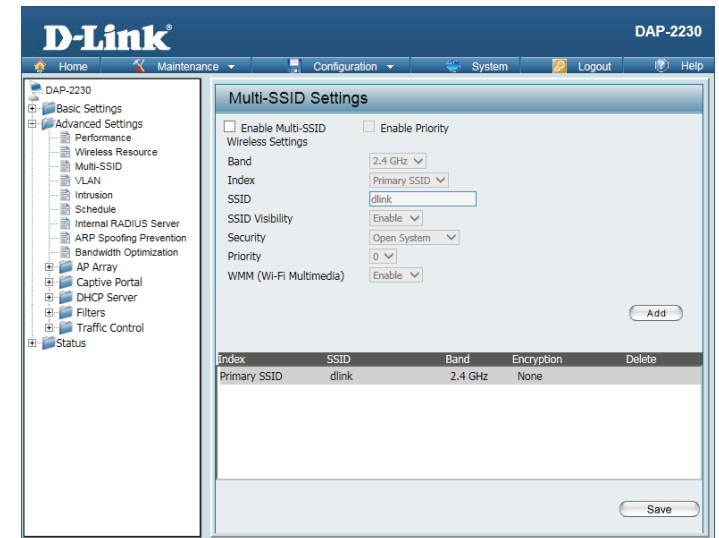 D-Link®
DAP-2230
Home Maintenance Configuration System Logout Help
DAP-2230
Basic Settings
Advanced Settings
Performance
Wireless Resource
Multi-SSID
VLAN
Intrusion
Schedule
Internal RADIUS Server
ARP Spoofing Prevention
Bandwidth Optimization
AP Array
Captive Portal
DHCP Server
Filters
Traffic Control
Status
Multi-SSID Settings
Enable Multi-SSID Enable Priority
Wireless Settings
Band 2.4 GHz
Index Primary SSID
SSID dlink
SSID Visibility Enable
Security Open System
Priority 0
WMM (Wi-Fi Multimedia) Enable
Add
Index SSID Band Encryption Delete
Primary SSID dlink 2.4 GHz None
Save